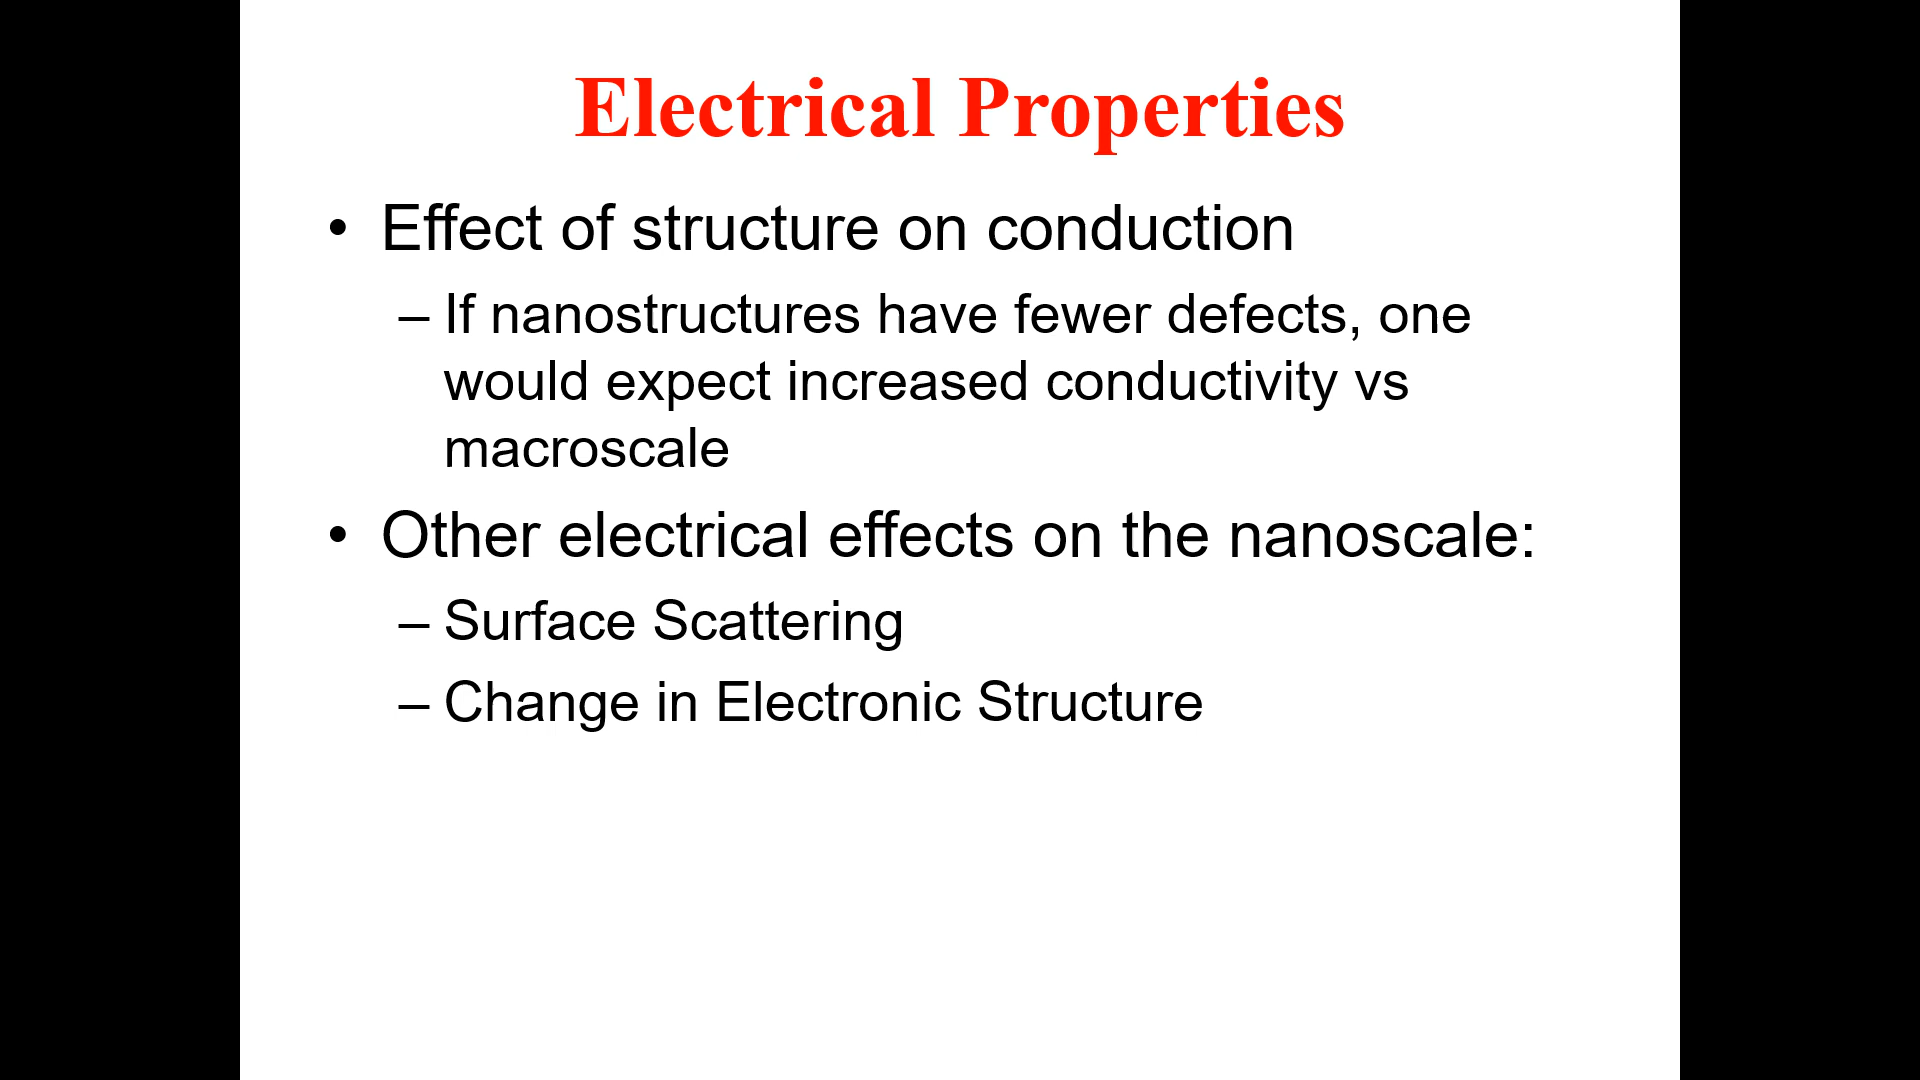 Electrical Properties
• Effect of structure on conduction
– If nanostructures have fewer defects, one
would expect increased conductivity vs
macroscale
• Other electrical effects on the nanoscale:
– Surface Scattering
– Change in Electronic Structure